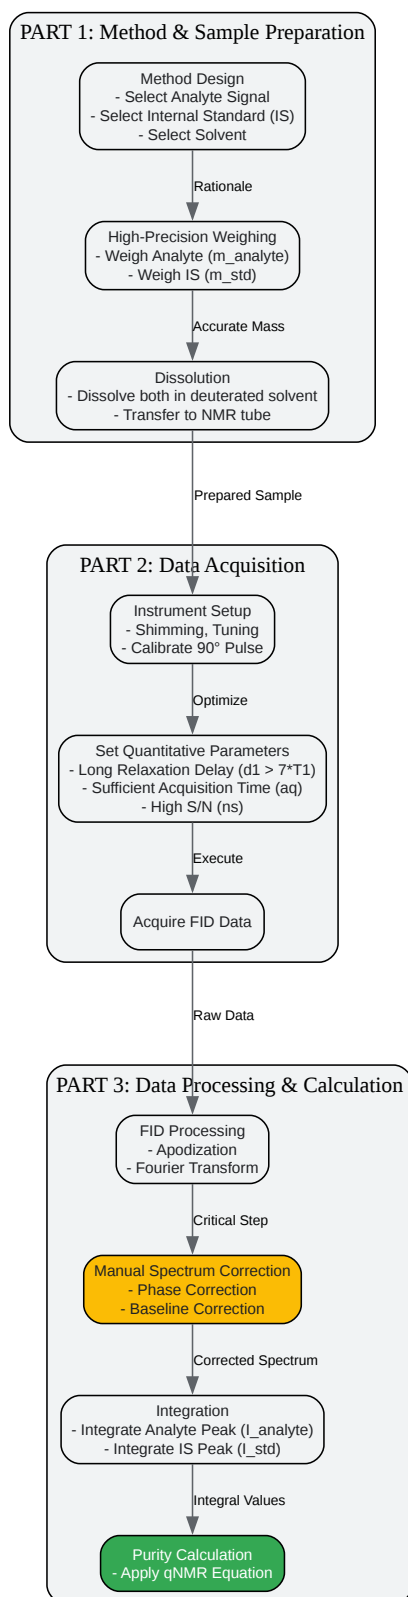 PART 1: Method & Sample Preparation
Method Design
- Select Analyte Signal
- Select Internal Standard (IS)
- Select Solvent
Rationale
High-Precision Weighing
- Weigh Analyte (m_analyte)
- Weigh IS (m_std)
Accurate Mass
Dissolution
- Dissolve both in deuterated solvent
- Transfer to NMR tube
Prepared Sample
PART 2: Data Acquisition
Instrument Setup
- Shimming, Tuning
- Calibrate 90° Pulse
Optimize
Set Quantitative Parameters
- Long Relaxation Delay (d1 > 7*T1)
- Sufficient Acquisition Time (aq)
- High S/N (ns)
Execute
Acquire FID Data
Raw Data
PART 3: Data Processing & Calculation
FID Processing
- Apodization
- Fourier Transform
Critical Step
Manual Spectrum Correction
- Phase Correction
- Baseline Correction
Corrected Spectrum
Integration
- Integrate Analyte Peak (I_analyte)
- Integrate IS Peak (I_std)
Integral Values
Purity Calculation
- Apply qNMR Equation